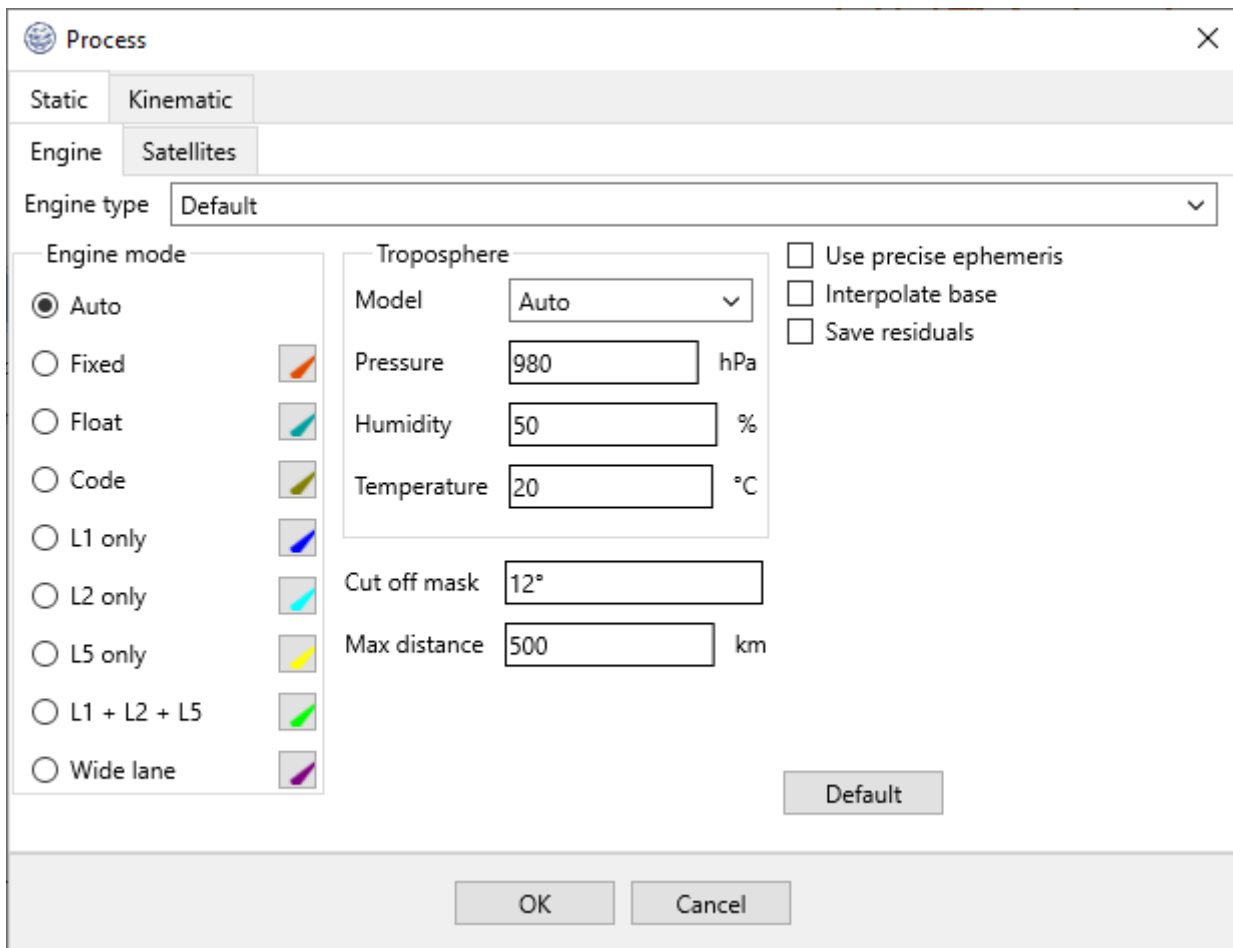 Process
Static Kinematic
Engine Satellites
Engine type Default
Engine mode
Auto
Fixed
Float
Code
L1 only
L2 only
L5 only
L1 + L2 + L5
Wide lane
Troposphere
Model Auto
Pressure 980 hPa
Humidity 50 %
Temperature 20 °C
Cut off mask 12°
Max distance 500 km
Use precise ephemeris
Interpolate base
Save residuals
Default
OK Cancel